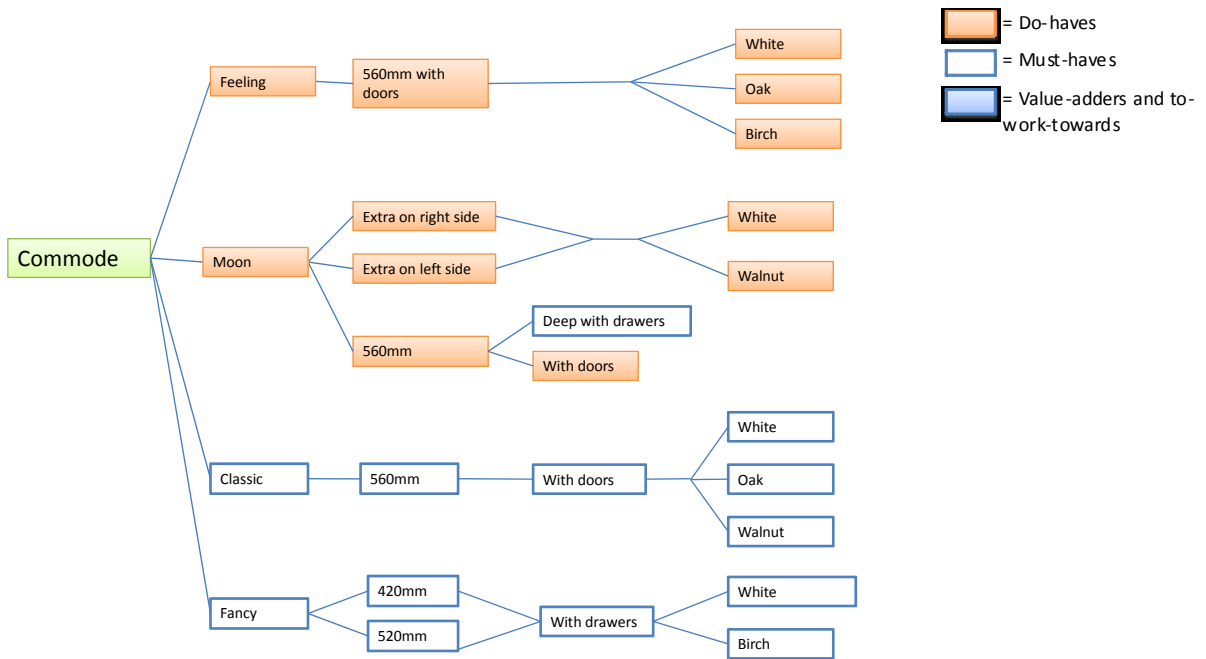 = Do-haves
= Must-haves
= Value-adders and to-
work-towards
Commode
Feeling
560mm with
doors
White
Oak
Birch
Moon
Extra on right side
Extra on left side
White
Walnut
560mm
Deep with drawers
With doors
Classic
560mm
With doors
White
Oak
Walnut
Fancy
420mm
520mm
With drawers
White
Birch